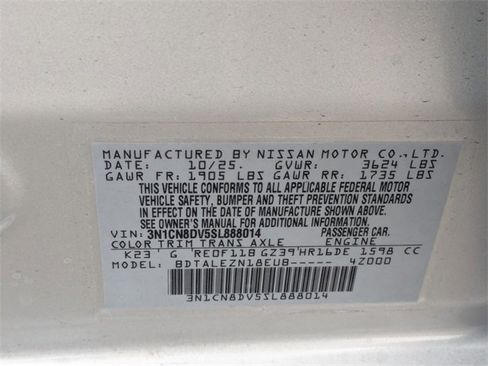 MANUFACTURED BY NISSAN MOTOR CO., LTD.
DATE: 10/25. GVWR: 3624 LBS
GAWR FR: 1905 LBS GAWR RR: 1735 LBS
THIS VEHICLE CONFORMS TO ALL APPLICABLE FEDERAL MOTOR
VEHICLE SAFETY, BUMPER AND THEFT PREVENTION STANDARDS
IN EFFECT ON THE DATE OF MANUFACTURE SHOWN ABOVE.
SEE OWNER'S MANUAL FOR ADDITIONAL INFORMATION.
VIN: 3N1CN8DV5SL888014 PASSENGER CAR.
COLOR TRIM TRANS AXLE ENGINE
K23 G RE0F11B GZ39 HR16DE 1598 CC
BDTALEZN18EUB----- 4Z000
3N1CN8DV5SL888014